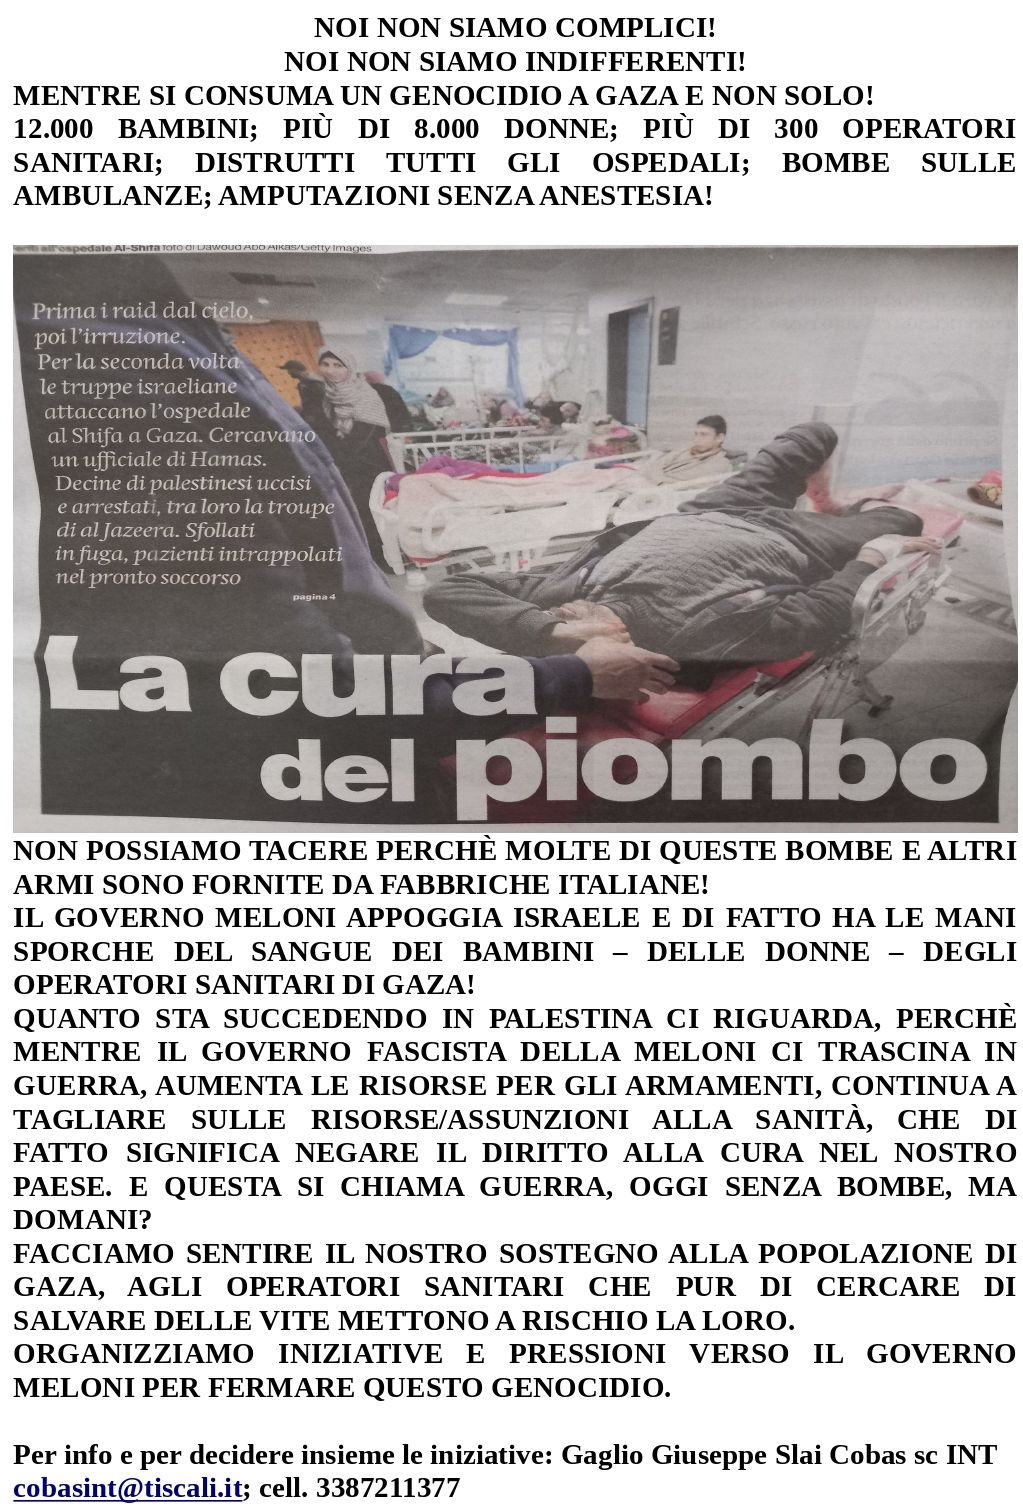 NOI NON SIAMO COMPLICI!
NOI NON SIAMO INDIFFERENTI!
MENTRE SI CONSUMA UN GENOCIDIO A GAZA E NON SOLO!
12.000 BAMBINI; PIÙ DI 8.000 DONNE; PIÙ DI 300 OPERATORI
SANITARI; DISTRUTTI TUTTI GLI OSPEDALI; BOMBE SULLE
AMBULANZE; AMPUTAZIONI SENZA ANESTESIA!
all'ospedale Al-Shifa foto di Dawoud Abo Alkas/Getty Images
Prima i raid dal cielo,
poi l'irruzione.
Per la seconda volta
le truppe israeliane
attaccano l'ospedale
al Shifa a Gaza. Cercavano
un ufficiale di Hamas.
Decine di palestinesi uccisi
e arrestati, tra loro la troupe
di al Jazeera. Sfollati
in fuga, pazienti intrappolati
nel pronto soccorso
pagina 4
La cura
del piombo
NON POSSIAMO TACERE PERCHÈ MOLTE DI QUESTE BOMBE E ALTRI
ARMI SONO FORNITE DA FABBRICHE ITALIANE!
IL GOVERNO MELONI APPOGGIA ISRAELE E DI FATTO HA LE MANI
SPORCHE DEL SANGUE DEI BAMBINI – DELLE DONNE – DEGLI
OPERATORI SANITARI DI GAZA!
QUANTO STA SUCCEDENDO IN PALESTINA CI RIGUARDA, PERCHÈ
MENTRE IL GOVERNO FASCISTA DELLA MELONI CI TRASCINA IN
GUERRA, AUMENTA LE RISORSE PER GLI ARMAMENTI, CONTINUA A
TAGLIARE SULLE RISORSE/ASSUNZIONI ALLA SANITÀ, CHE DI
FATTO SIGNIFICA NEGARE IL DIRITTO ALLA CURA NEL NOSTRO
PAESE. E QUESTA SI CHIAMA GUERRA, OGGI SENZA BOMBE, MA
DOMANI?
FACCIAMO SENTIRE IL NOSTRO SOSTEGNO ALLA POPOLAZIONE DI
GAZA, AGLI OPERATORI SANITARI CHE PUR DI CERCARE DI
SALVARE DELLE VITE METTONO A RISCHIO LA LORO.
ORGANIZZIAMO INIZIATIVE E PRESSIONI VERSO IL GOVERNO
MELONI PER FERMARE QUESTO GENOCIDIO.
Per info e per decidere insieme le iniziative: Gaglio Giuseppe Slai Cobas sc INT
cobasint@tiscali.it; cell. 3387211377